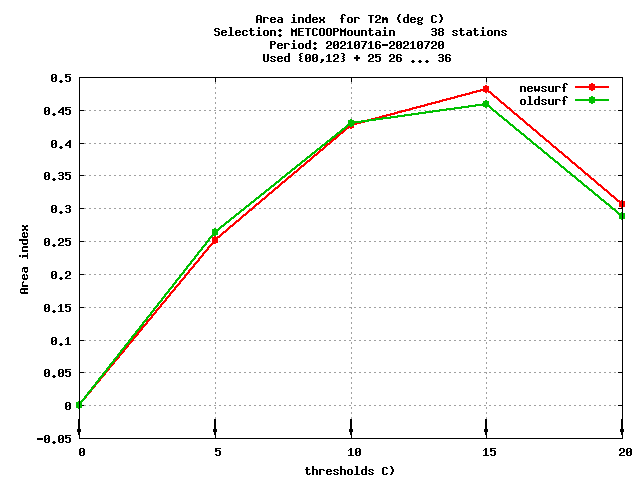 Area index  for T2m (deg C)
Selection: METCOOPMountain     38 stations
Period: 20210716-20210720
Used {00,12} + 25 26 ... 36
newsurf
oldsurf
0.5
0.45
0.4
0.35
0.3
0.25
0.2
0.15
0.1
0.05
0
-0.05
Area index
0 5 10 15 20
thresholds C)